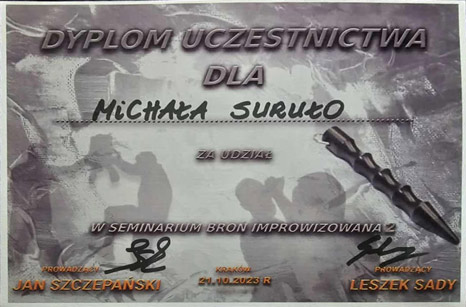 DYPLOM UCZESTNICTWA
DLA
MiCHAŁA SURUŁO
ZA UDZIAŁ
W SEMINARIUM BROŃ IMPROWIZOWANA 2
PROWADZĄCY
JAN SZCZEPAŃSKI
KRAKÓW
21.10.2023 R
PROWADZĄCY
LESZEK SADY